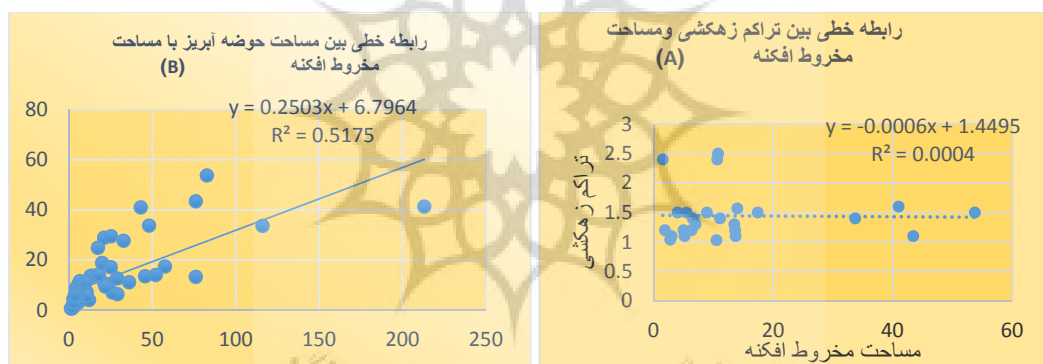 رابطه خطی بین تراکم زهکشی ومساحت
مخروط افکنه (A)
y = -0.0006x + 1.4495
R² = 0.0004
3
2.5
2
1.5
1
0.5
0
تراکم زهکشی
0 20 40 60
مساحت مخروط افکنه
رابطه خطی بین مساحت حوضه آبریز با مساحت
مخروط افکنه (B)
y = 0.2503x + 6.7964
R² = 0.5175
80
60
40
20
0
0 50 100 150 200 250